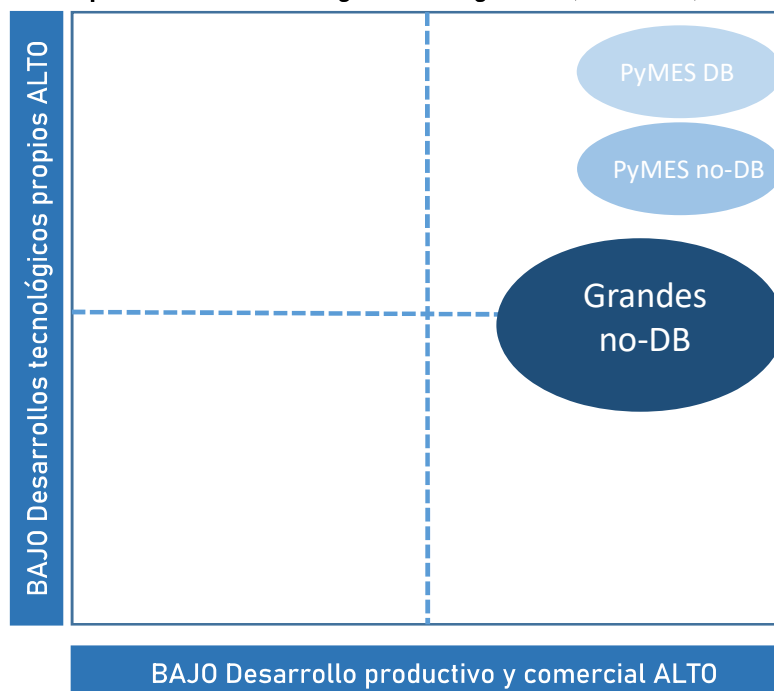 PyMES DB
PyMES no-DB
Grandes
no-DB
BAJO Desarrollos tecnológicos propios ALTO
BAJO Desarrollo productivo y comercial ALTO